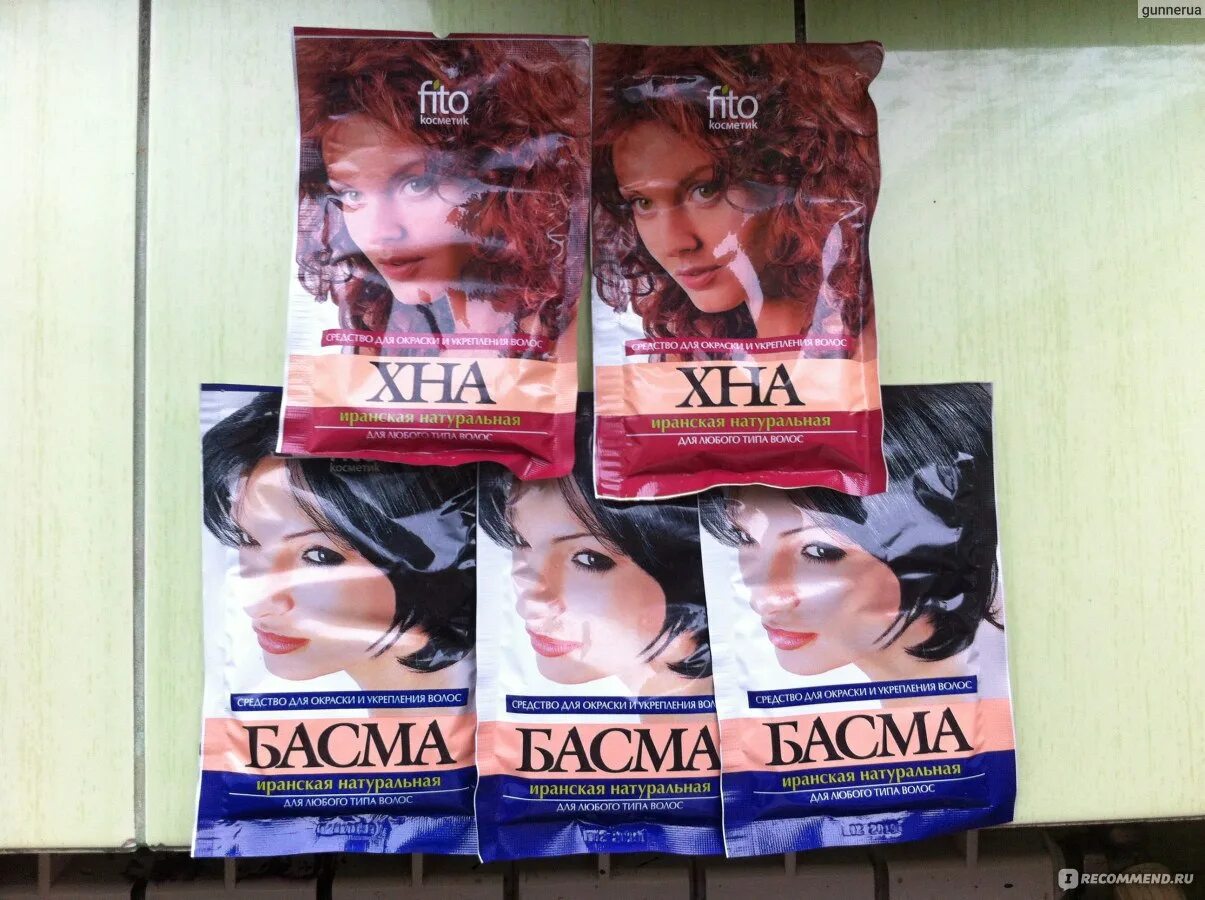 gunnerua
fito
косметик
СРЕДСТВО ДЛЯ ОКРАСКИ И УКРЕПЛЕНИЯ ВОЛОС
ХНА
иранская натуральная
ДЛЯ ЛЮБОГО ТИПА ВОЛОС
fito
косметик
СРЕДСТВО ДЛЯ ОКРАСКИ И УКРЕПЛЕНИЯ ВОЛОС
ХНА
иранская натуральная
ДЛЯ ЛЮБОГО ТИПА ВОЛОС
косметик
СРЕДСТВО ДЛЯ ОКРАСКИ И УКРЕПЛЕНИЯ ВОЛОС
БАСМА
иранская натуральная
ДЛЯ ЛЮБОГО ТИПА ВОЛОС
СРЕДСТВО ДЛЯ ОКРАСКИ И УКРЕПЛЕНИЯ ВОЛ
БАСМА
иранская натуральная
ДЛЯ ЛЮБОГО ТИПА ВОЛОС
СРЕДСТВО ДЛЯ ОКРАСКИ И УКРЕПЛЕНИЯ ВОЛОС
БАСМА
иранская натуральная
ДЛЯ ЛЮБОГО ТИПА ВОЛОС
IRECOMMEND.RU